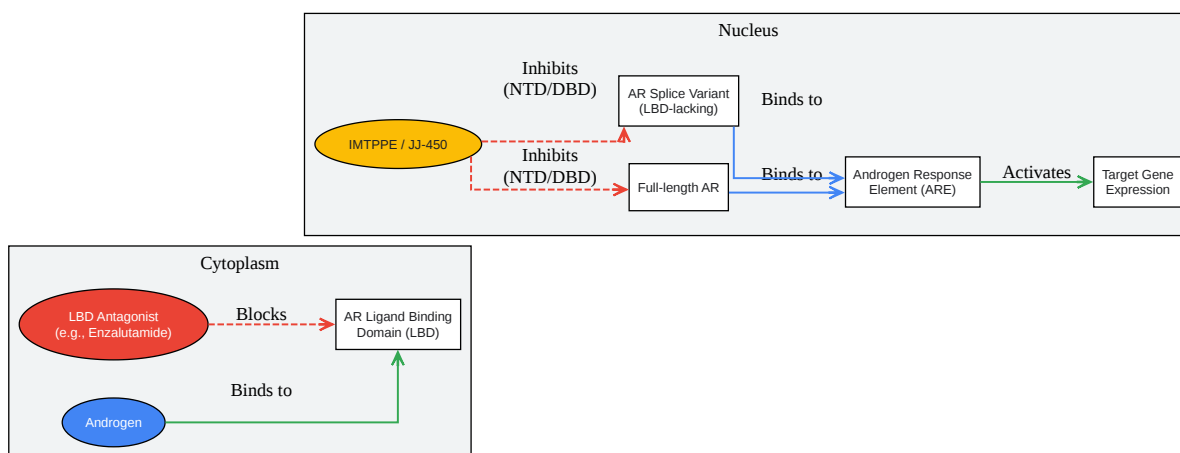 Nucleus
Inhibits
(NTD/DBD)
AR Splice Variant
(LBD-lacking)
Binds to
IMTPPE / JJ-450
Inhibits
(NTD/DBD)
Full-length AR
Binds to
Androgen Response
Element (ARE)
Activates
Target Gene
Expression
Cytoplasm
LBD Antagonist
(e.g., Enzalutamide)
Blocks
AR Ligand Binding
Domain (LBD)
Binds to
Androgen